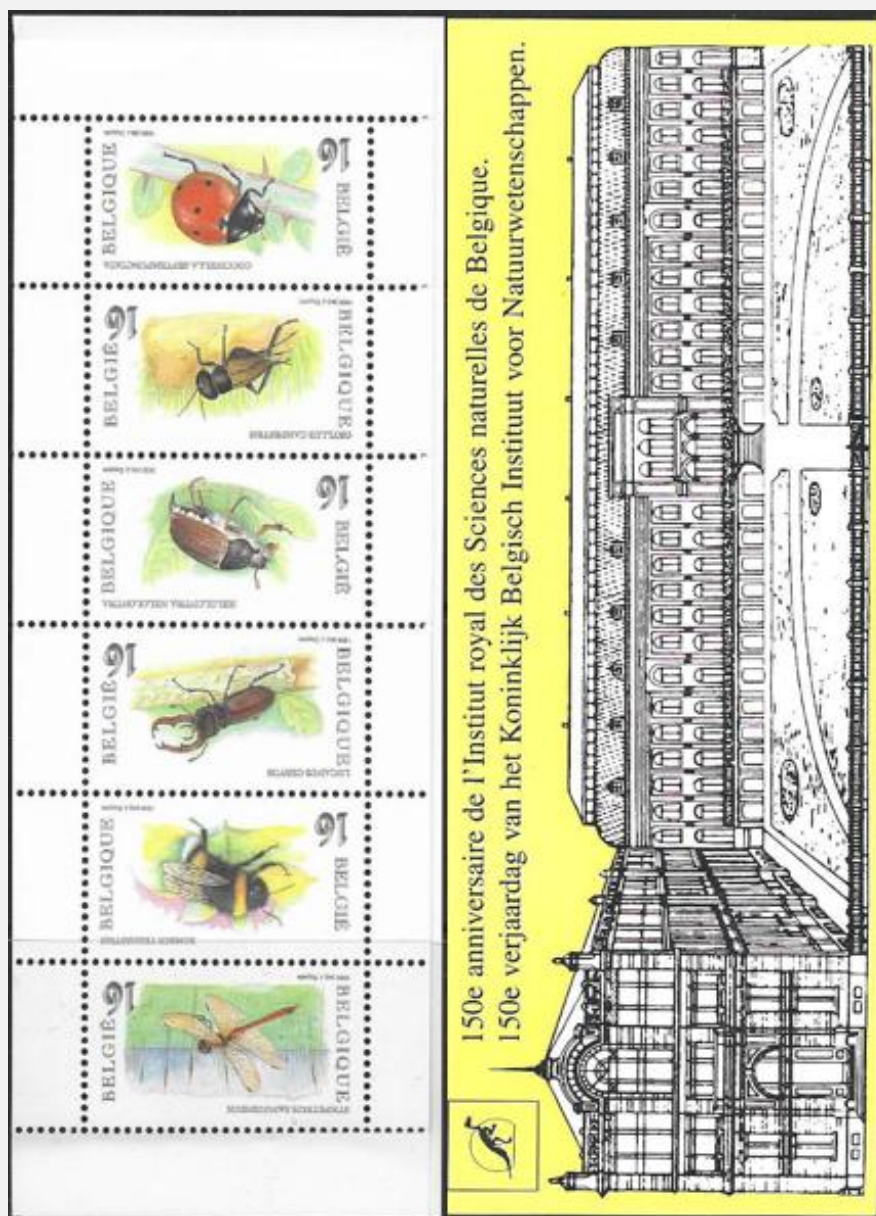 BELGIQUE
16
BELGIË
COCCINELLA SEPTEMPUNCTATA
BELGIË
16
BELGIQUE
GRYLLUS CAMPESTRIS
BELGIQUE
16
BELGIË
MELOLONTHA MELOLONTHA
BELGIË
16
BELGIQUE
LUCANUS CERVUS
BELGIQUE
16
BELGIË
BOMBUS TERRESTRIS
BELGIË
16
BELGIQUE
SYMPETRUM SANGUINEUM
150e anniversaire de l'Institut royal des Sciences naturelles de Belgique.
150e verjaardag van het Koninklijk Belgisch Instituut voor Natuurwetenschappen.